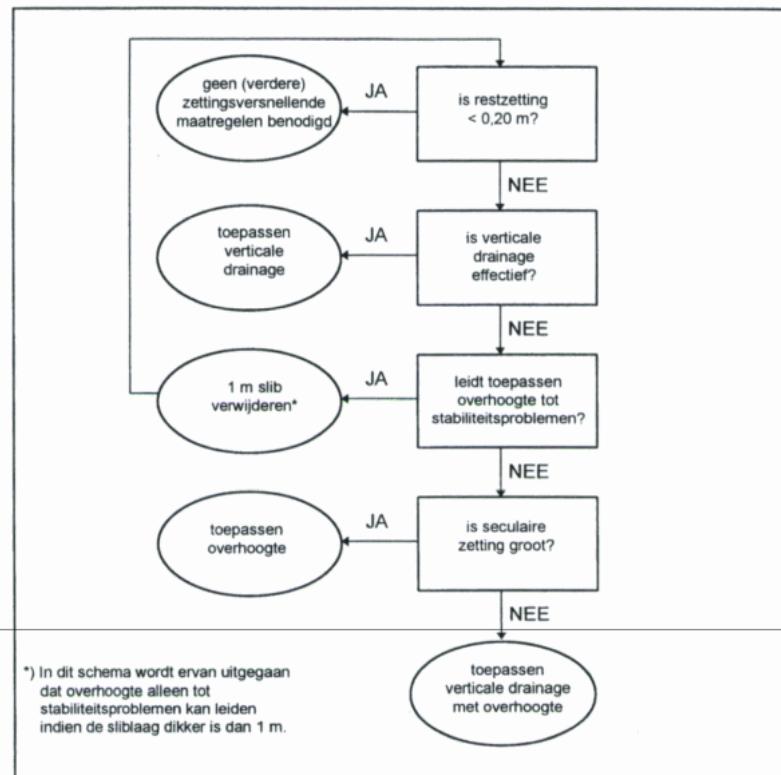 geen (verdere)
zettingsversnellende
maatregelen benodigd
JA
is restzetting
< 0,20 m?
NEE
toepassen
verticale
drainage
JA
is verticale
drainage
effectief?
NEE
1 m slib
verwijderen*
JA
leidt toepassen
overhoogte tot
stabiliteitsproblemen?
NEE
toepassen
overhoogte
JA
is seculaire
zetting groot?
NEE
toepassen
verticale drainage
met overhoogte
*) In dit schema wordt ervan uitgegaan
dat overhoogte alleen tot
stabiliteitsproblemen kan leiden
indien de sliblaag dikker is dan 1 m.